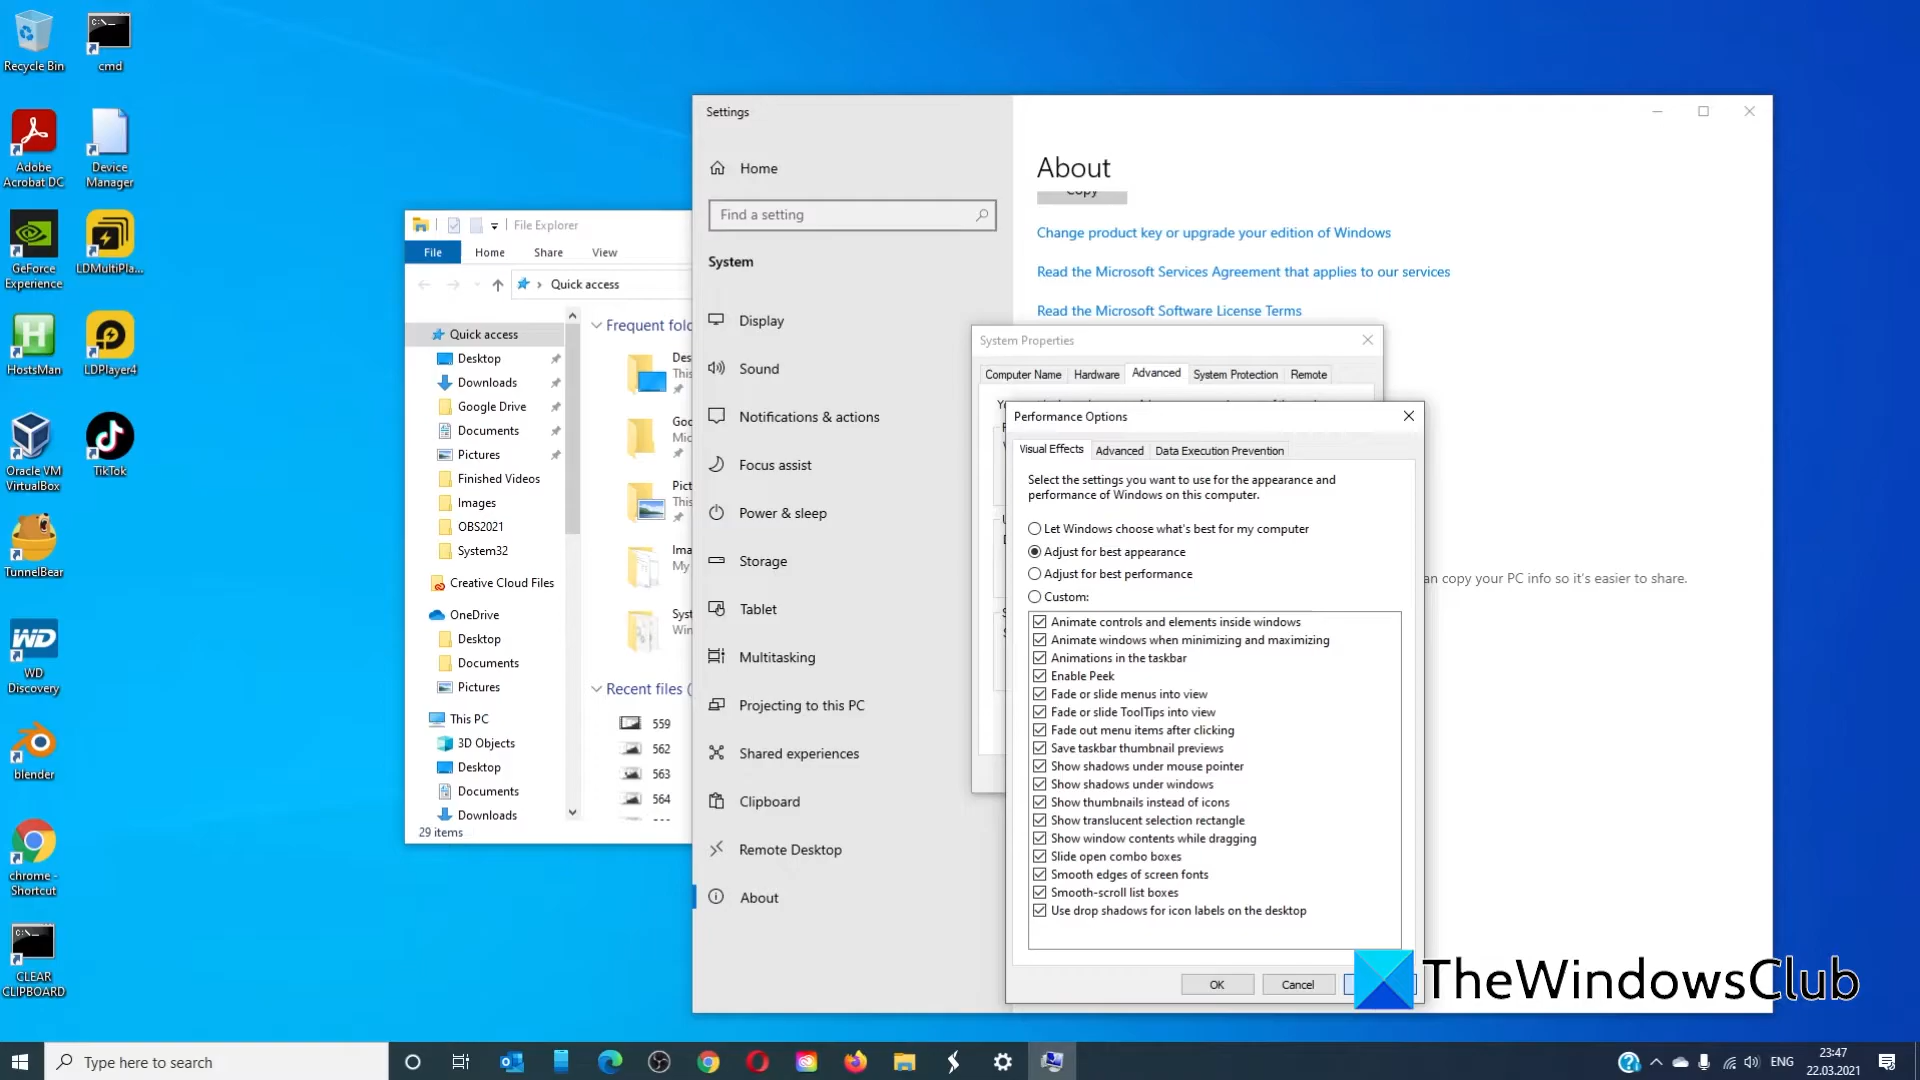 Recycle Bin
cmd
Adobe
Acrobat DC
Device
Manager
GeForce
Experience
LDMultiPla...
HostsMan
LDPlayer4
Oracle VM
VirtualBox
TikTok
TunnelBear
WD
WD
Discovery
blender
chrome -
Shortcut
CLEAR
CLIPBOARD
File Explorer
File
Home
Share
View
Quick access
Quick access
Desktop
Downloads
Google Drive
Documents
Pictures
Finished Videos
Images
OBS2021
System32
Creative Cloud Files
OneDrive
Desktop
Documents
Pictures
This PC
3D Objects
Desktop
Documents
Downloads
29 items
Frequent fold
Des
This
Goo
Mic
Pict
This
Ima
My
Syst
Win
Recent files (
559
562
563
564
Settings
Home
Find a setting
System
Display
Sound
Notifications & actions
Focus assist
Power & sleep
Storage
Tablet
Multitasking
Projecting to this PC
Shared experiences
Clipboard
Remote Desktop
About
About
Copy
Change product key or upgrade your edition of Windows
Read the Microsoft Services Agreement that applies to our services
Read the Microsoft Software License Terms
an copy your PC info so it's easier to share.
System Properties
Computer Name
Hardware
Advanced
System Protection
Remote
Performance Options
Visual Effects
Advanced
Data Execution Prevention
Select the settings you want to use for the appearance and
performance of Windows on this computer.
Let Windows choose what's best for my computer
Adjust for best appearance
Adjust for best performance
Custom:
Animate controls and elements inside windows
Animate windows when minimizing and maximizing
Animations in the taskbar
Enable Peek
Fade or slide menus into view
Fade or slide ToolTips into view
Fade out menu items after clicking
Save taskbar thumbnail previews
Show shadows under mouse pointer
Show shadows under windows
Show thumbnails instead of icons
Show translucent selection rectangle
Show window contents while dragging
Slide open combo boxes
Smooth edges of screen fonts
Smooth-scroll list boxes
Use drop shadows for icon labels on the desktop
OK
Cancel
TheWindowsClub
Type here to search
ENG
23:47
22.03.2021